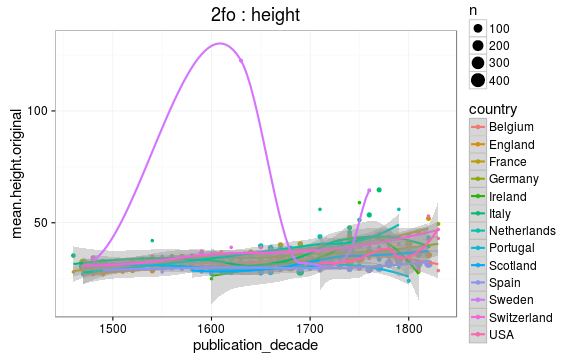 2fo : height
mean.height.original
100
50
1500
1600
1700
1800
publication_decade
n
100
200
300
400
country
Belgium
England
France
Germany
Ireland
Italy
Netherlands
Portugal
Scotland
Spain
Sweden
Switzerland
USA